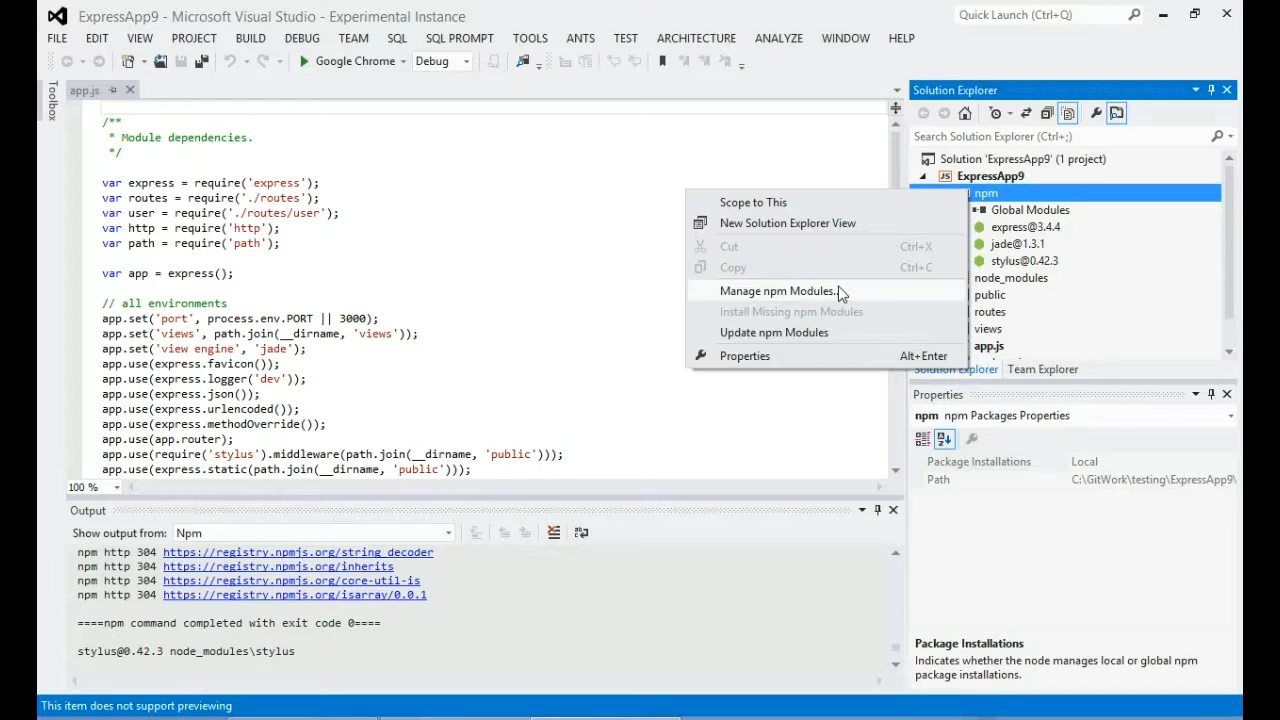 ExpressApp9 - Microsoft Visual Studio - Experimental Instance
Quick Launch (Ctrl+Q)
FILE EDIT VIEW PROJECT BUILD DEBUG TEAM SQL SQL PROMPT TOOLS ANTS TEST ARCHITECTURE ANALYZE WINDOW HELP
Google Chrome Debug
Toolbox
app.js
/**
* Module dependencies.
*/
var express = require('express');
var routes = require('./routes');
var user = require('./routes/user');
var http = require('http');
var path = require('path');
var app = express();
// all environments
app.set('port', process.env.PORT || 3000);
app.set('views', path.join(__dirname, 'views'));
app.set('view engine', 'jade');
app.use(express.favicon());
app.use(express.logger('dev'));
app.use(express.json());
app.use(express.urlencoded());
app.use(express.methodOverride());
app.use(app.router);
app.use(require('stylus').middleware(path.join(__dirname, 'public')));
app.use(express.static(path.join(__dirname, 'public')));
100 %
Scope to This
New Solution Explorer View
Cut Ctrl+X
Copy Ctrl+C
Manage npm Modules...
Install Missing npm Modules
Update npm Modules
Properties Alt+Enter
Solution Explorer
Search Solution Explorer (Ctrl+;)
Solution 'ExpressApp9' (1 project)
JS ExpressApp9
npm
Global Modules
express@3.4.4
jade@1.3.1
stylus@0.42.3
node_modules
public
routes
views
app.js
Solution Explorer Team Explorer
Properties
npm npm Packages Properties
Package Installations Local
Path C:\GitWork\testing\ExpressApp9\
Package Installations
Indicates whether the node manages local or global npm
package installations.
Output
Show output from: Npm
npm http 304 https://registry.npmjs.org/string_decoder
npm http 304 https://registry.npmjs.org/inherits
npm http 304 https://registry.npmjs.org/core-util-is
npm http 304 https://registry.npmjs.org/isarray/0.0.1
====npm command completed with exit code 0====
stylus@0.42.3 node_modules\stylus
This item does not support previewing